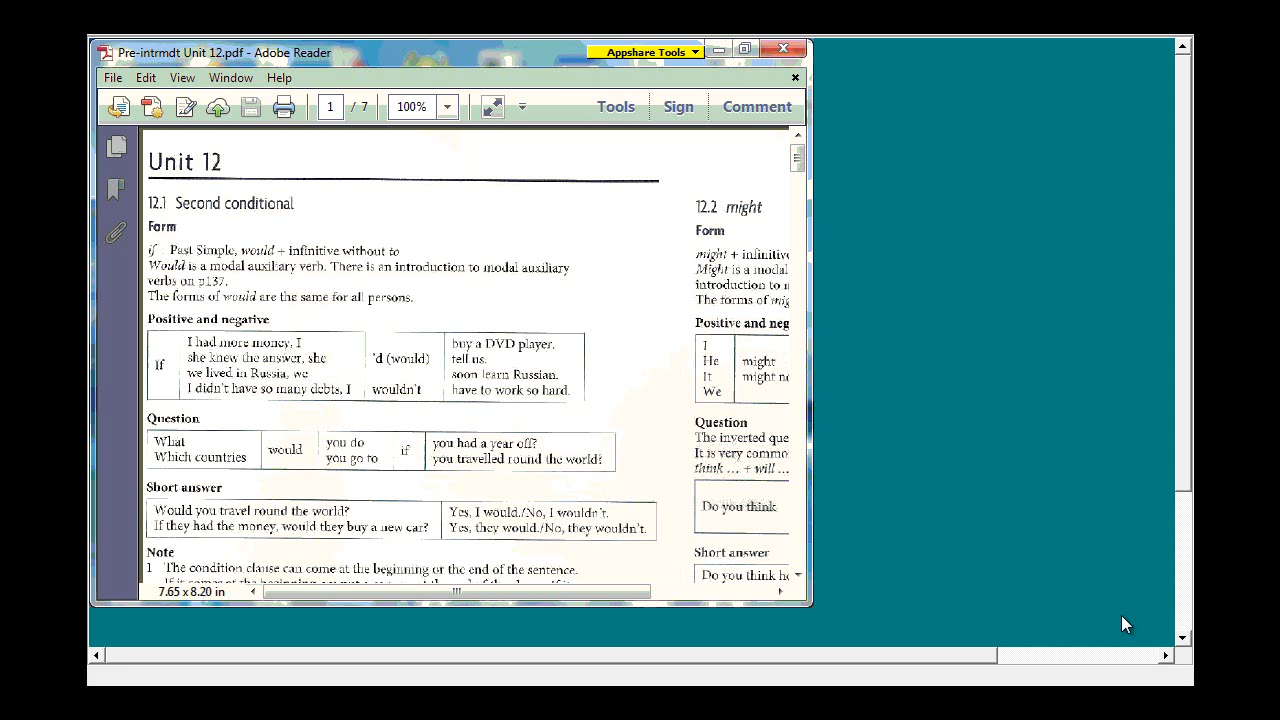 Pre-intrmdt Unit 12.pdf - Adobe Reader
Appshare Tools
File Edit View Window Help
1 / 7 100% Tools Sign Comment
Unit 12
12.1 Second conditional
Form
if Past Simple, would + infinitive without to
Would is a modal auxiliary verb. There is an introduction to modal auxiliary
verbs on p137.
The forms of would are the same for all persons.
Positive and negative
If
I had more money, I
she knew the answer, she
we lived in Russia, we
I didn't have so many debts, I
'd (would)
wouldn't
buy a DVD player.
tell us.
soon learn Russian.
have to work so hard.
Question
What
Which countries
would
you do
you go to
if
you had a year off?
you travelled round the world?
Short answer
Would you travel round the world?
If they had the money, would they buy a new car?
Yes, I would./No, I wouldn't.
Yes, they would./No, they wouldn't.
Note
1 The condition clause can come at the beginning or the end of the sentence.
12.2 might
Form
might + infinitive
Might is a modal
introduction to
The forms of
Positive and neg
I
He
It
We
might
might
Question
The inverted que
It is very commo
think ... + will ...
Do you think
Short answer
Do you think
7.65 x 8.20 in